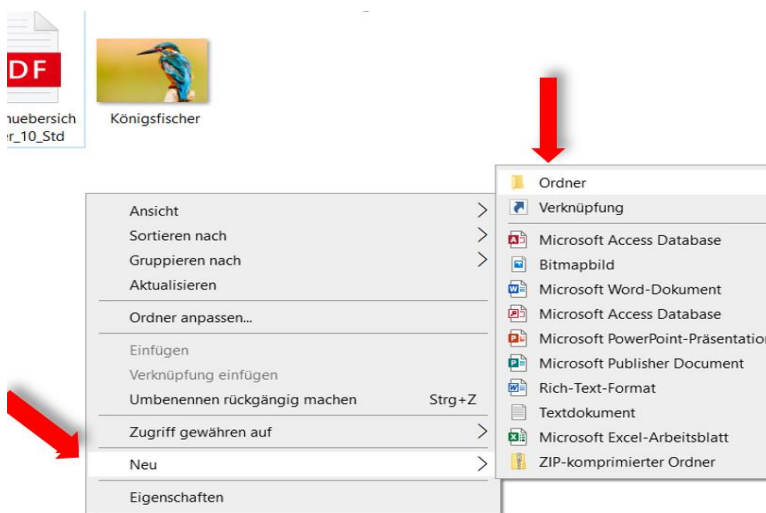 DF
nuebersich
er_10_Std
Königsfischer
Ansicht
Sortieren nach
Gruppieren nach
Aktualisieren
Ordner anpassen...
Einfügen
Verknüpfung einfügen
Umbenennen rückgängig machen Strg+Z
Zugriff gewähren auf
Neu
Eigenschaften
Ordner
Verknüpfung
Microsoft Access Database
Bitmapbild
Microsoft Word-Dokument
Microsoft Access Database
Microsoft PowerPoint-Präsentation
Microsoft Publisher Document
Rich-Text-Format
Textdokument
Microsoft Excel-Arbeitsblatt
ZIP-komprimierter Ordner